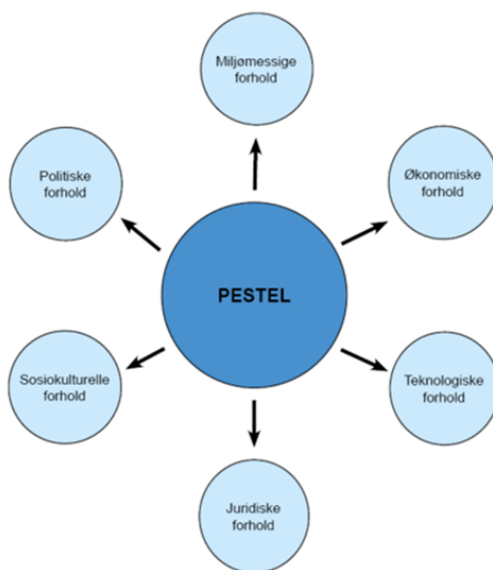 Miljømessige
forhold
Politiske
forhold
Økonomiske
forhold
PESTEL
Sosiokulturelle
forhold
Teknologiske
forhold
Juridiske
forhold